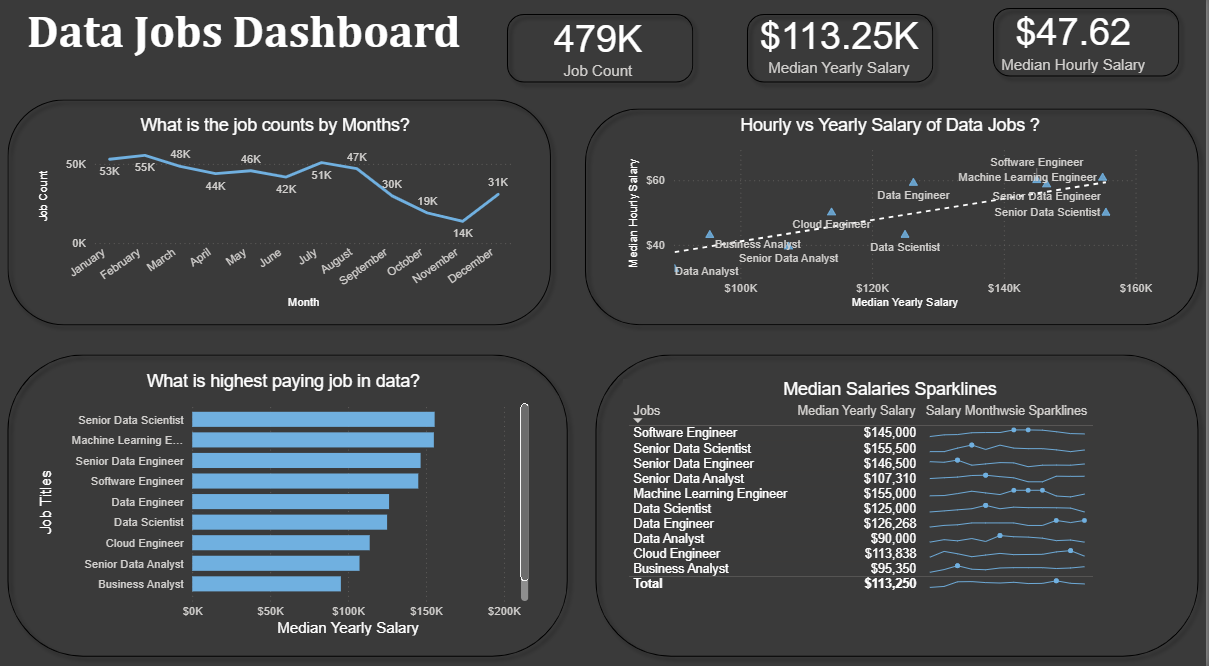 Data Jobs Dashboard
479K
Job Count
$113.25K
Median Yearly Salary
$47.62
Median Hourly Salary
What is the job counts by Months?
Job Count
50K
0K
53K
55K
48K
44K
46K
42K
51K
47K
30K
19K
14K
31K
January
February
March
April
May
June
July
August
September
October
November
December
Month
Hourly vs Yearly Salary of Data Jobs ?
Median Hourly Salary
$60
$40
Software Engineer
Machine Learning Engineer
Data Engineer
Senior Data Engineer
Senior Data Scientist
Cloud Engineer
Business Analyst
Data Scientist
Senior Data Analyst
Data Analyst
$100K
$120K
$140K
$160K
Median Yearly Salary
What is highest paying job in data?
Job Titles
Senior Data Scientist
Machine Learning E...
Senior Data Engineer
Software Engineer
Data Engineer
Data Scientist
Cloud Engineer
Senior Data Analyst
Business Analyst
$0K
$50K
$100K
$150K
$200K
Median Yearly Salary
Median Salaries Sparklines
Jobs Median Yearly Salary Salary Monthwsie Sparklines
Software Engineer $145,000
Senior Data Scientist $155,500
Senior Data Engineer $146,500
Senior Data Analyst $107,310
Machine Learning Engineer $155,000
Data Scientist $125,000
Data Engineer $126,268
Data Analyst $90,000
Cloud Engineer $113,838
Business Analyst $95,350
Total $113,250